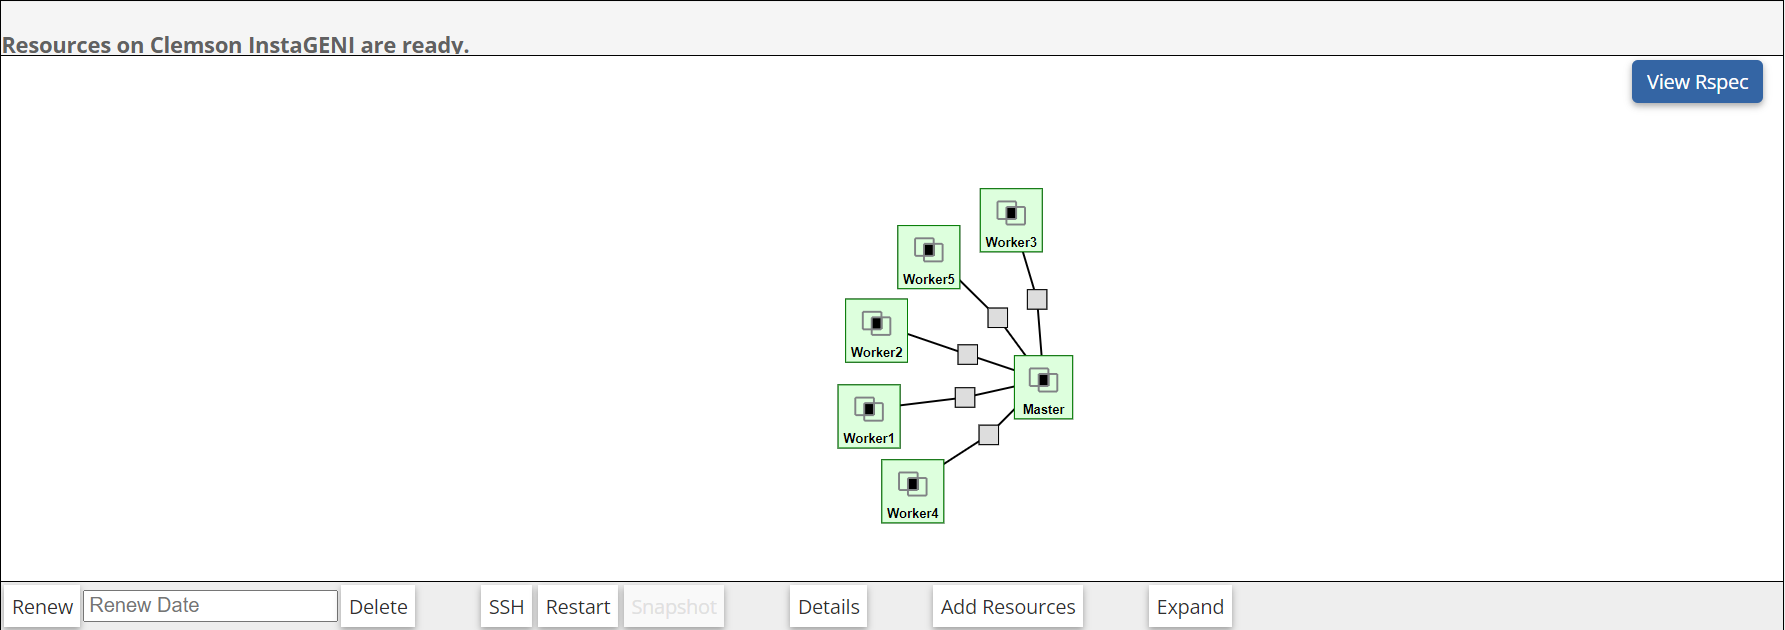 Resources on Clemson InstaGENI are ready.
View Rspec
Worker3
Worker5
Worker2
Master
Worker1
Worker4
Renew Renew Date Delete SSH Restart Snapshot Details Add Resources Expand